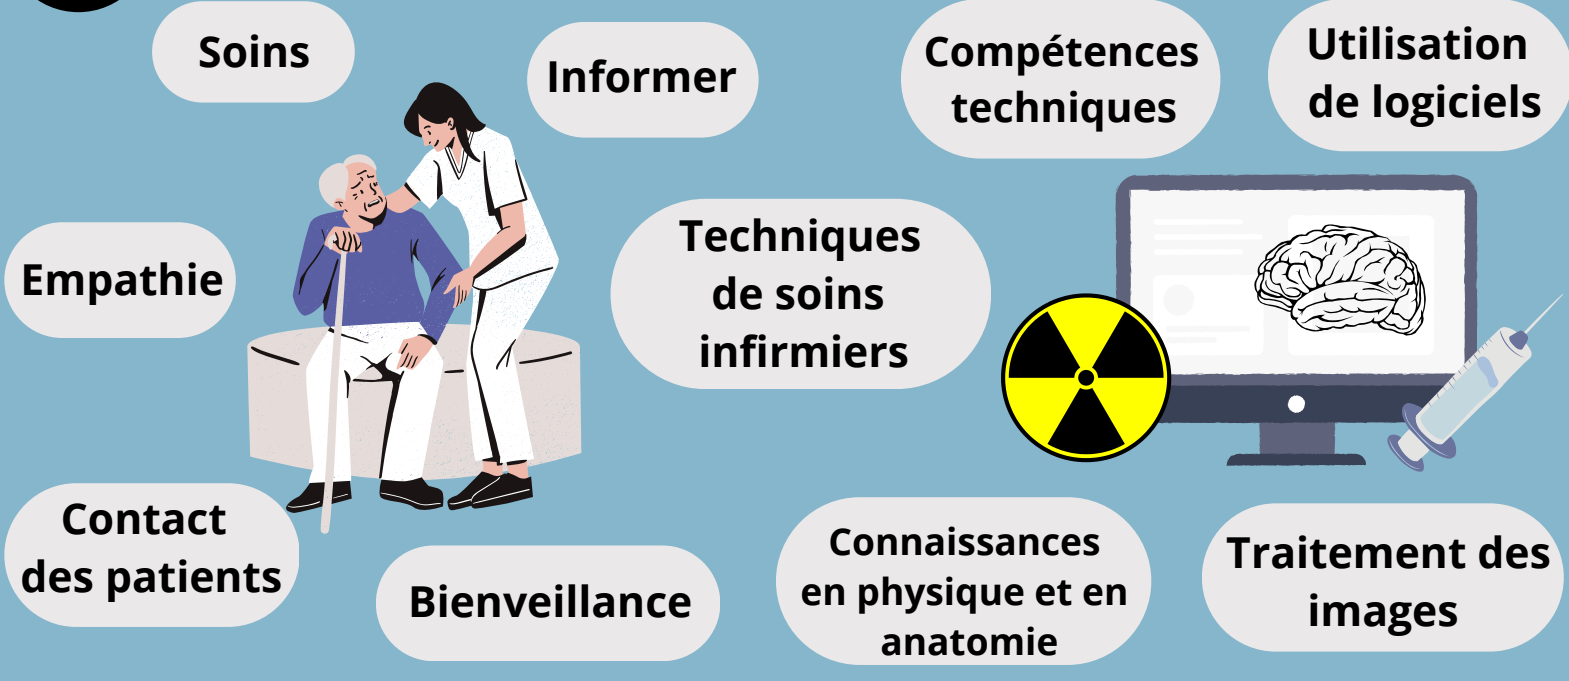 Soins
Informer
Compétences
techniques
Utilisation
de logiciels
Empathie
Techniques
de soins
infirmiers
Contact
des patients
Bienveillance
Connaissances
en physique et en
anatomie
Traitement des
images